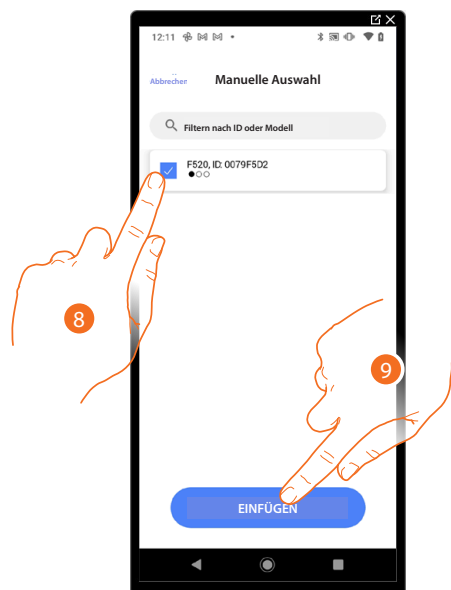 12:11
Abbrechen
Manuelle Auswahl
Filtern nach ID oder Modell
F520, ID: 0079F5D2
8
9
EINFÜGEN